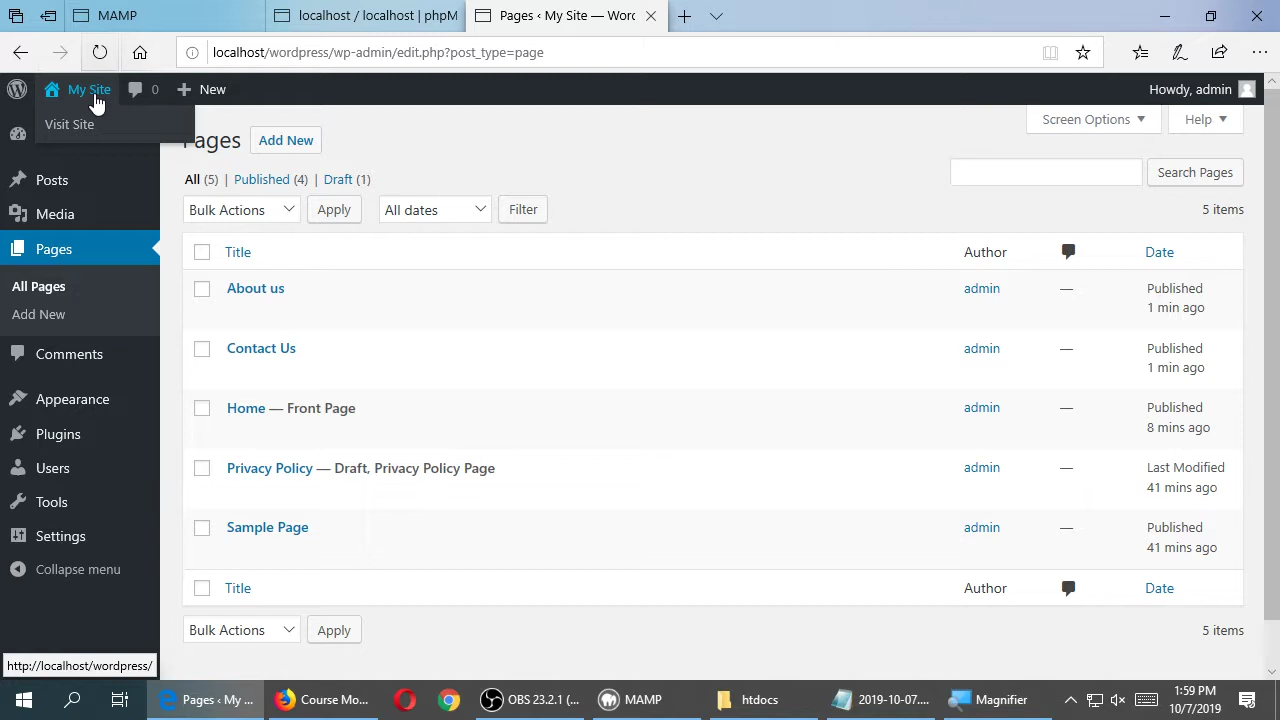 MAMP
localhost / localhost | phpM
Pages ‹ My Site — Worc
localhost/wordpress/wp-admin/edit.php?post_type=page
My Site
0
New
Howdy, admin
Visit Site
Pages
Add New
Screen Options
Help
All (5) | Published (4) | Draft (1)
Search Pages
Bulk Actions
Apply
All dates
Filter
5 items
Posts
Media
Pages
All Pages
Add New
Comments
Appearance
Plugins
Users
Tools
Settings
Collapse menu
Title Author Date
About us admin — Published
1 min ago
Contact Us admin — Published
1 min ago
Home — Front Page admin — Published
8 mins ago
Privacy Policy — Draft, Privacy Policy Page admin — Last Modified
41 mins ago
Sample Page admin — Published
41 mins ago
Title Author Date
Bulk Actions
Apply
5 items
http://localhost/wordpress/
Pages ‹ My ...
Course Mo...
OBS 23.2.1 (...
MAMP
htdocs
2019-10-07....
Magnifier
1:59 PM
10/7/2019